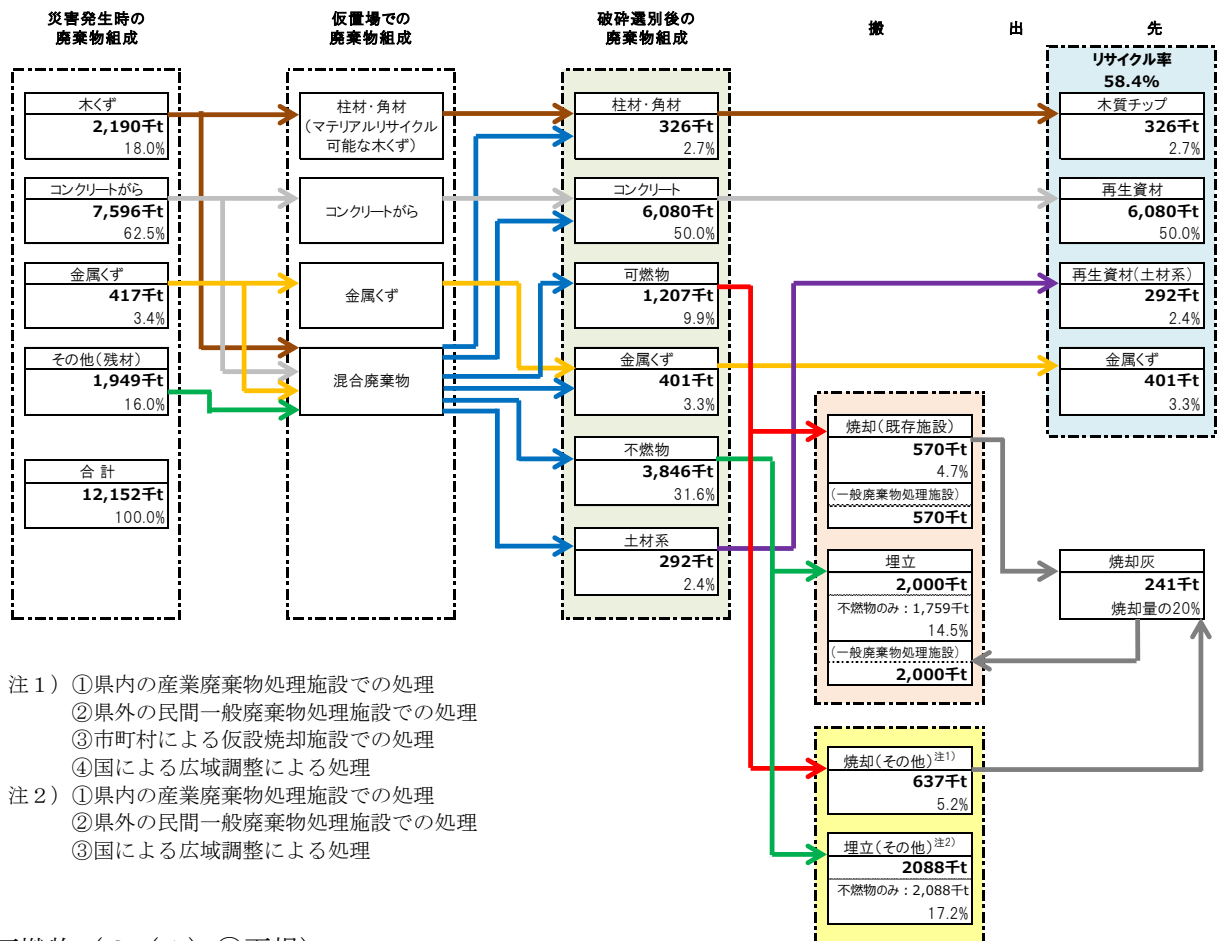 災害発生時の
廃棄物組成
仮置場での
廃棄物組成
破砕選別後の
廃棄物組成
搬 出 先
木くず
2,190千t
18.0%
コンクリートがら
7,596千t
62.5%
金属くず
417千t
3.4%
その他(残材)
1,949千t
16.0%
合 計
12,152千t
100.0%
柱材・角材
(マテリアルリサイクル
可能な木くず)
コンクリートがら
金属くず
混合廃棄物
柱材・角材
326千t
2.7%
コンクリート
6,080千t
50.0%
可燃物
1,207千t
9.9%
金属くず
401千t
3.3%
不燃物
3,846千t
31.6%
土材系
292千t
2.4%
リサイクル率
58.4%
木質チップ
326千t
2.7%
再生資材
6,080千t
50.0%
再生資材(土材系)
292千t
2.4%
金属くず
401千t
3.3%
焼却(既存施設)
570千t
4.7%
(一般廃棄物処理施設)
570千t
埋立
2,000千t
不燃物のみ:1,759千t
14.5%
(一般廃棄物処理施設)
2,000千t
焼却灰
241千t
焼却量の20%
焼却(その他)注1)
637千t
5.2%
埋立(その他)注2)
2088千t
不燃物のみ:2,088千t
17.2%
注1)①県内の産業廃棄物処理施設での処理
②県外の民間一般廃棄物処理施設での処理
③市町村による仮設焼却施設での処理
④国による広域調整による処理
注2)①県内の産業廃棄物処理施設での処理
②県外の民間一般廃棄物処理施設での処理
③国による広域調整による処理